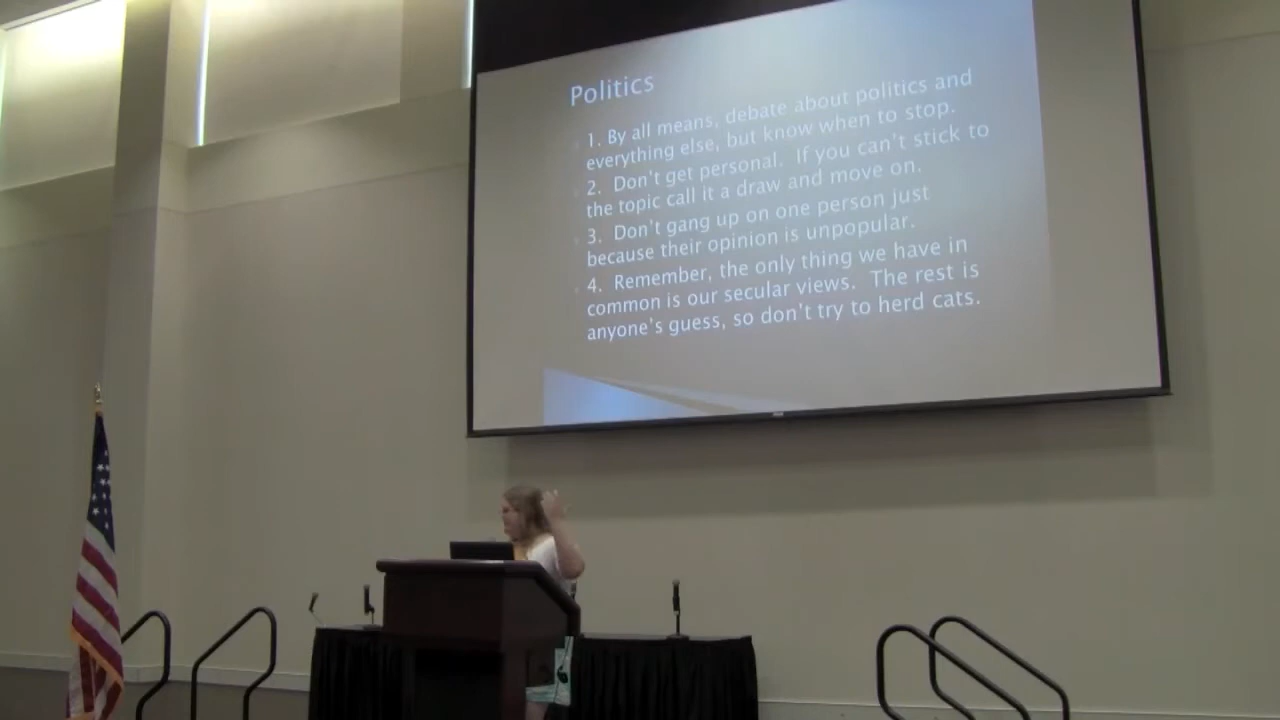 Politics
1. By all means, debate about politics and
everything else, but know when to stop.
2. Don't get personal. If you can't stick to
the topic call it a draw and move on.
3. Don't gang up on one person just
because their opinion is unpopular.
4. Remember, the only thing we have in
common is our secular views. The rest is
anyone's guess, so don't try to herd cats.